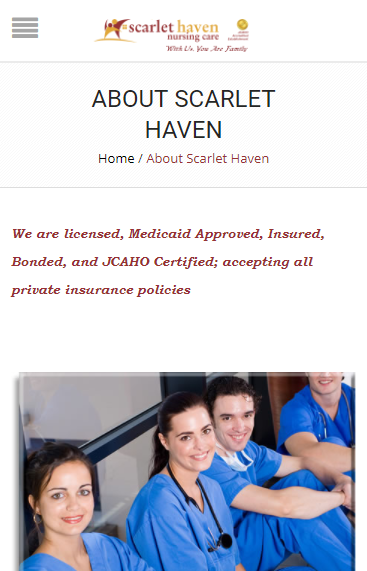 scarlet haven
nursing care
With Us, You Are Family
ABOUT SCARLET
HAVEN
Home / About Scarlet Haven
We are licensed, Medicaid Approved, Insured,
Bonded, and JCAHO Certified; accepting all
private insurance policies